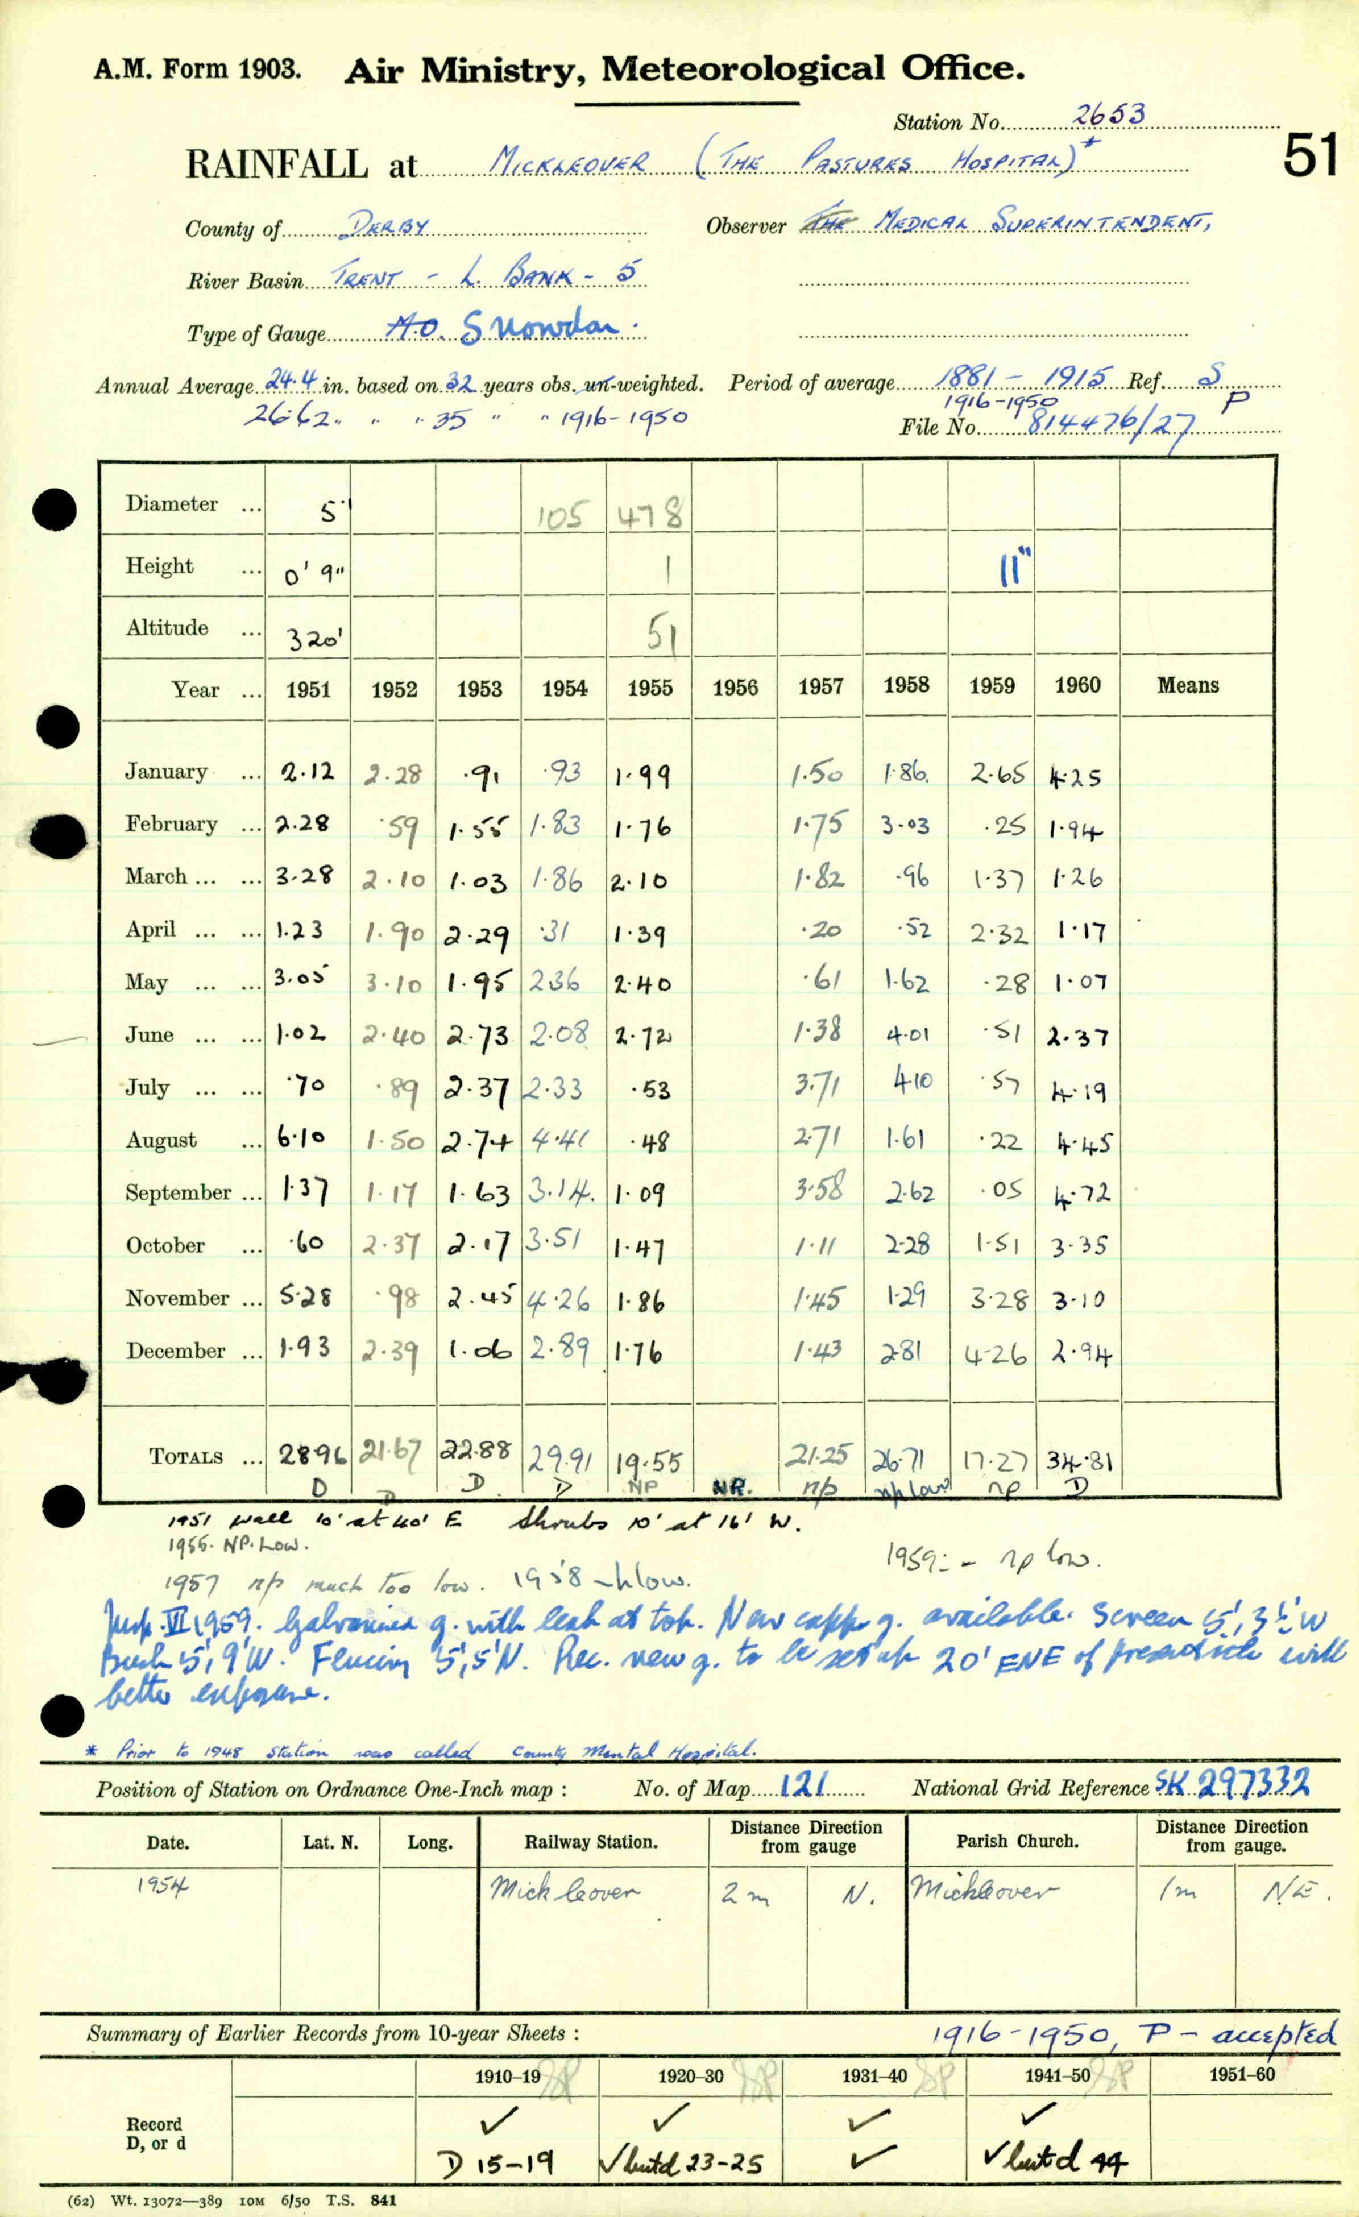 A.M. Form 1903. Air Ministry, Meteorological Office.
Station No. 2653
51
RAINFALL at MICKLEOVER (THE PASTURES HOSPITAL)*
County of DERBY Observer THE MEDICAL SUPERINTENDENT,
River Basin TRENT - L. BANK - 5
Type of Gauge M.O. Snowdon.
Annual Average 24.4 in. based on 32 years obs. un-weighted. Period of average 1881 - 1915 Ref. S
26.62 " " " 35 " " 1916-1950 1916-1950 P
File No. 814476/27
Diameter ... 5" 105 478
Height ... 0' 9" 1 11"
Altitude ... 320' 51
Year ... 1951 1952 1953 1954 1955 1956 1957 1958 1959 1960 Means
January ... 2.12 2.28 .91 .93 1.99 1.50 1.86 2.65 4.25
February ... 2.28 .59 1.55 1.83 1.76 1.75 3.03 .25 1.94
March ... ... 3.28 2.10 1.03 1.86 2.10 1.82 .96 1.37 1.26
April ... ... 1.23 1.90 2.29 .31 1.39 .20 .52 2.32 1.17
May ... ... 3.05 3.10 1.95 2.36 2.40 .61 1.62 .28 1.07
June ... ... 1.02 2.40 2.73 2.08 2.72 1.38 4.01 .51 2.37
July ... ... .70 .89 2.37 2.33 .53 3.71 4.10 .57 4.19
August ... 6.10 1.50 2.74 4.41 .48 2.71 1.61 .22 4.45
September ... 1.37 1.17 1.63 3.14 1.09 3.58 2.62 .05 4.72
October ... .60 2.37 2.17 3.51 1.47 1.11 2.28 1.51 3.35
November ... 5.28 .98 2.45 4.26 1.86 1.45 1.29 3.28 3.10
December ... 1.93 2.39 1.06 2.89 1.76 1.43 2.81 4.26 2.94
TOTALS ... 28.96 21.67 22.88 29.91 19.55 21.25 26.71 17.27 34.81
D D D D NP NR. np np low np D
1951 Wall 10' at 40' E Shrubs 10' at 16' W.
1955. NP. Low.
1959:- np low.
1957 np much too low. 1958 - low.
Insp. VI 1959. Galvanised g. with leak at top. New copp. g. available. Screen 5', 3½' W
Bush 5', 9' W. Fencing 5', 5' N. Rec. new g. to be set up 20' ENE of present site with
better exposure.
* Prior to 1948 station was called County Mental Hospital.
Position of Station on Ordnance One-Inch map : No. of Map 121 National Grid Reference SK 297332
Date. Lat. N. Long. Railway Station. Distance Direction from gauge Parish Church. Distance Direction from gauge.
1954 Mickleover 2m N. Mickleover 1m NE.
Summary of Earlier Records from 10-year Sheets : 1916-1950, P - accepted
1910–19 1920–30 1931–40 1941–50 1951–60
Record ✓ ✓ ✓ ✓
D, or d D 15-19 ✓ but d 23-25 ✓ ✓ but d 44
(62) Wt. 13072—389 10M 6/50 T.S. 841